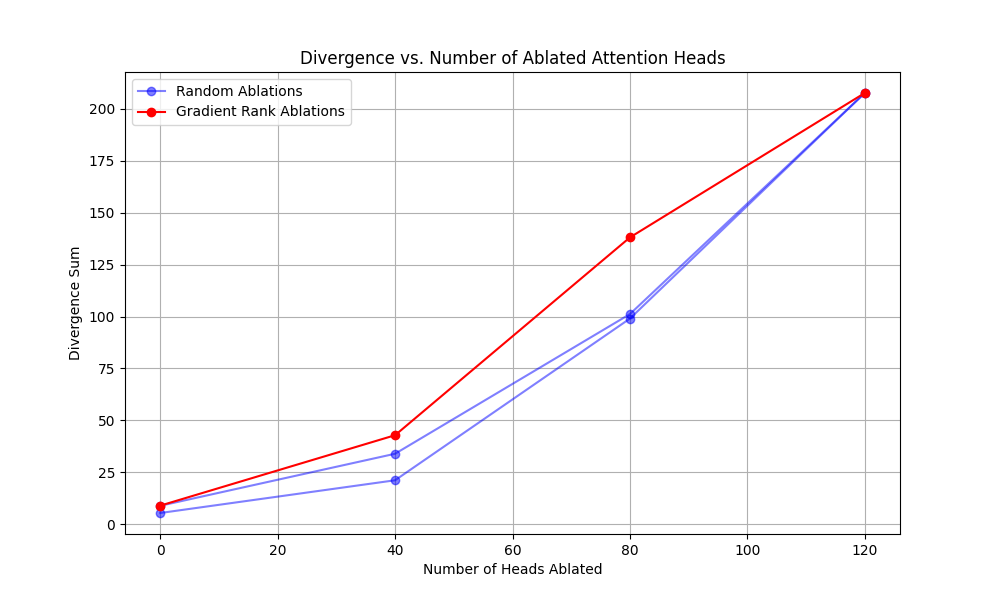 Divergence vs. Number of Ablated Attention Heads
Random Ablations
Gradient Rank Ablations
200
175
150
125
100
75
50
25
0
Divergence Sum
0 20 40 60 80 100 120
Number of Heads Ablated